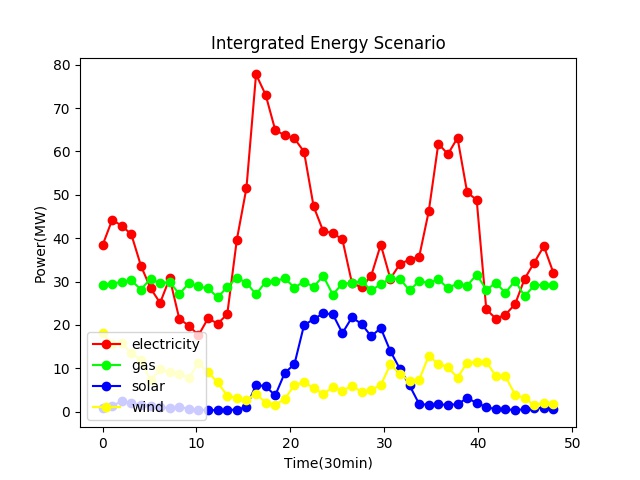 Intergrated Energy Scenario
Power(MW)
80
70
60
50
40
30
20
10
0
electricity
gas
solar
wind
0 10 20 30 40 50
Time(30min)